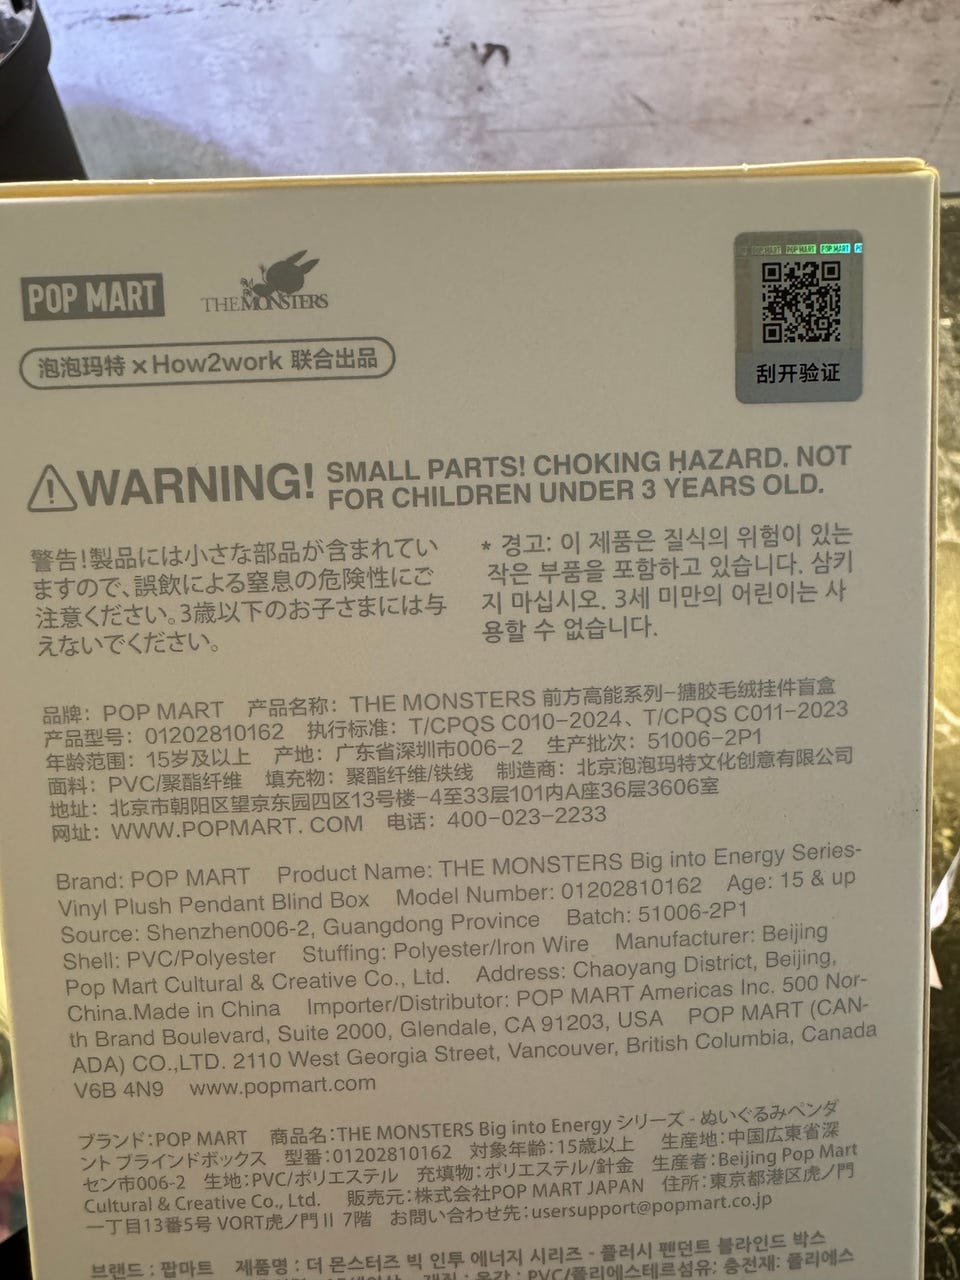 POP MART
THE MONSTERS
泡泡玛特 × How2work 联合出品
POP MART POP MART POP MART
刮开验证
WARNING! SMALL PARTS! CHOKING HAZARD. NOT
FOR CHILDREN UNDER 3 YEARS OLD.
警告!製品には小さな部品が含まれてい
ますので、誤飲による窒息の危険性にご
注意ください。3歳以下のお子さまには与
えないでください。
* 경고: 이 제품은 질식의 위험이 있는
작은 부품을 포함하고 있습니다. 삼키
지 마십시오. 3세 미만의 어린이는 사
용할 수 없습니다.
品牌： POP MART 产品名称： THE MONSTERS 前方高能系列-搪胶毛绒挂件盲盒
产品型号： 01202810162 执行标准： T/CPQS C010-2024、T/CPQS C011-2023
年龄范围： 15岁及以上 产地： 广东省深圳市006-2 生产批次： 51006-2P1
面料： PVC/聚酯纤维 填充物： 聚酯纤维/铁线 制造商： 北京泡泡玛特文化创意有限公司
地址： 北京市朝阳区望京东园四区13号楼-4至33层101内A座36层3606室
网址： WWW.POPMART. COM 电话： 400-023-2233
Brand: POP MART Product Name: THE MONSTERS Big into Energy Series-
Vinyl Plush Pendant Blind Box Model Number: 01202810162 Age: 15 & up
Source: Shenzhen006-2, Guangdong Province Batch: 51006-2P1
Shell: PVC/Polyester Stuffing: Polyester/Iron Wire Manufacturer: Beijing
Pop Mart Cultural & Creative Co., Ltd. Address: Chaoyang District, Beijing,
China.Made in China Importer/Distributor: POP MART Americas Inc. 500 Nor-
th Brand Boulevard, Suite 2000, Glendale, CA 91203, USA POP MART (CAN-
ADA) CO.,LTD. 2110 West Georgia Street, Vancouver, British Columbia, Canada
V6B 4N9 www.popmart.com
ブランド：POP MART 商品名：THE MONSTERS Big into Energy シリーズ - ぬいぐるみペンダ
ント ブラインドボックス 型番：01202810162 対象年齢：15歳以上 生産地：中国広東省深
セン市006-2 生地：PVC/ポリエステル 充填物：ポリエステル/針金 生産者：Beijing Pop Mart
Cultural & Creative Co., Ltd. 販売元：株式会社POP MART JAPAN 住所：東京都港区虎ノ門
一丁目13番5号 VORT虎ノ門Ⅱ 7階 お問い合わせ先：usersupport@popmart.co.jp
브랜드 : 팝마트 제품명 : 더 몬스터즈 빅 인투 에너지 시리즈 - 플러시 펜던트 블라인드 박스
PVC/폴리에스테르섬유; 충전재: 폴리에스